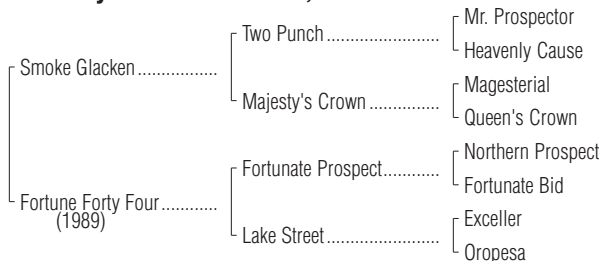 Two Punch
Mr. Prospector
Heavenly Cause
Smoke Glacken
Majesty's Crown
Magesterial
Queen's Crown
Fortunate Prospect
Northern Prospect
Fortunate Bid
Fortune Forty Four
(1989)
Lake Street
Exceller
Oropesa